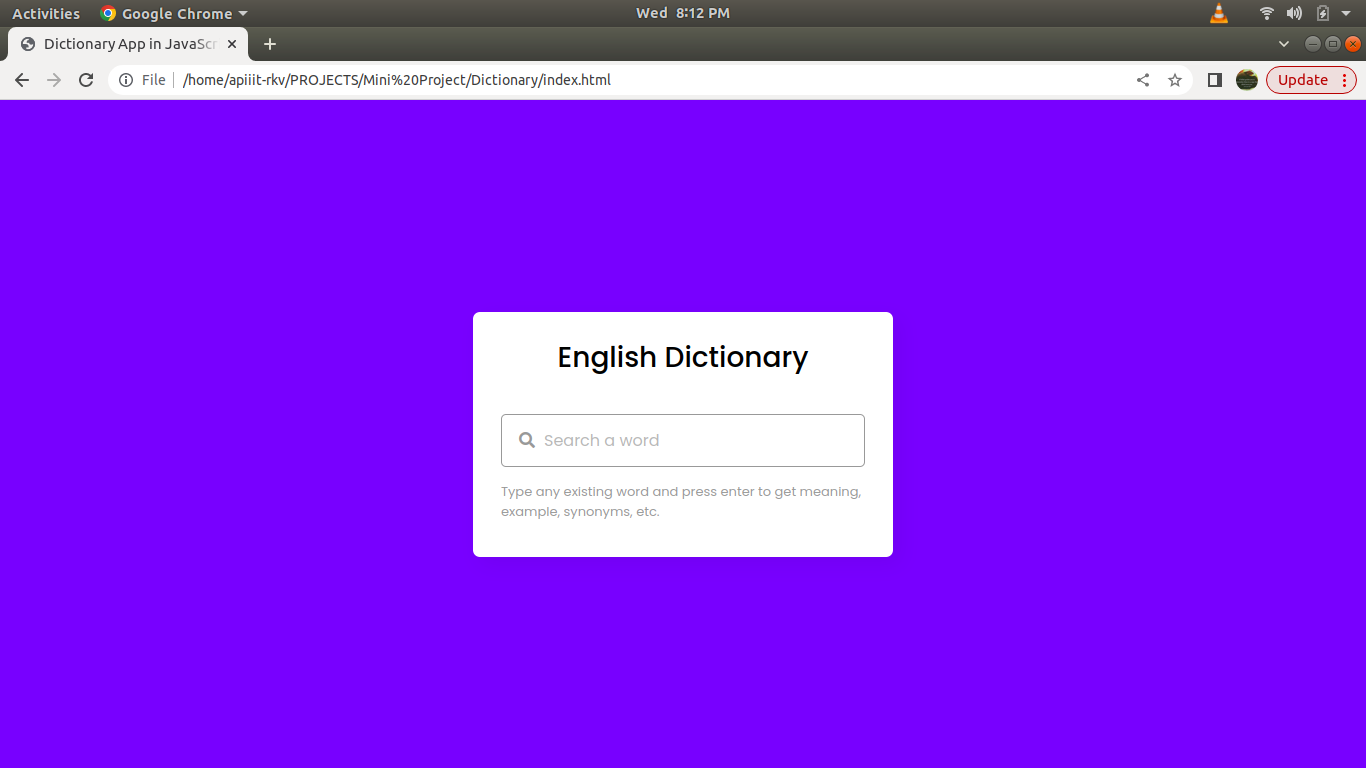 Activities Google Chrome Wed 8:12 PM
Dictionary App in JavaScr
File /home/apiiit-rkv/PROJECTS/Mini%20Project/Dictionary/index.html Update
English Dictionary
Search a word
Type any existing word and press enter to get meaning,
example, synonyms, etc.